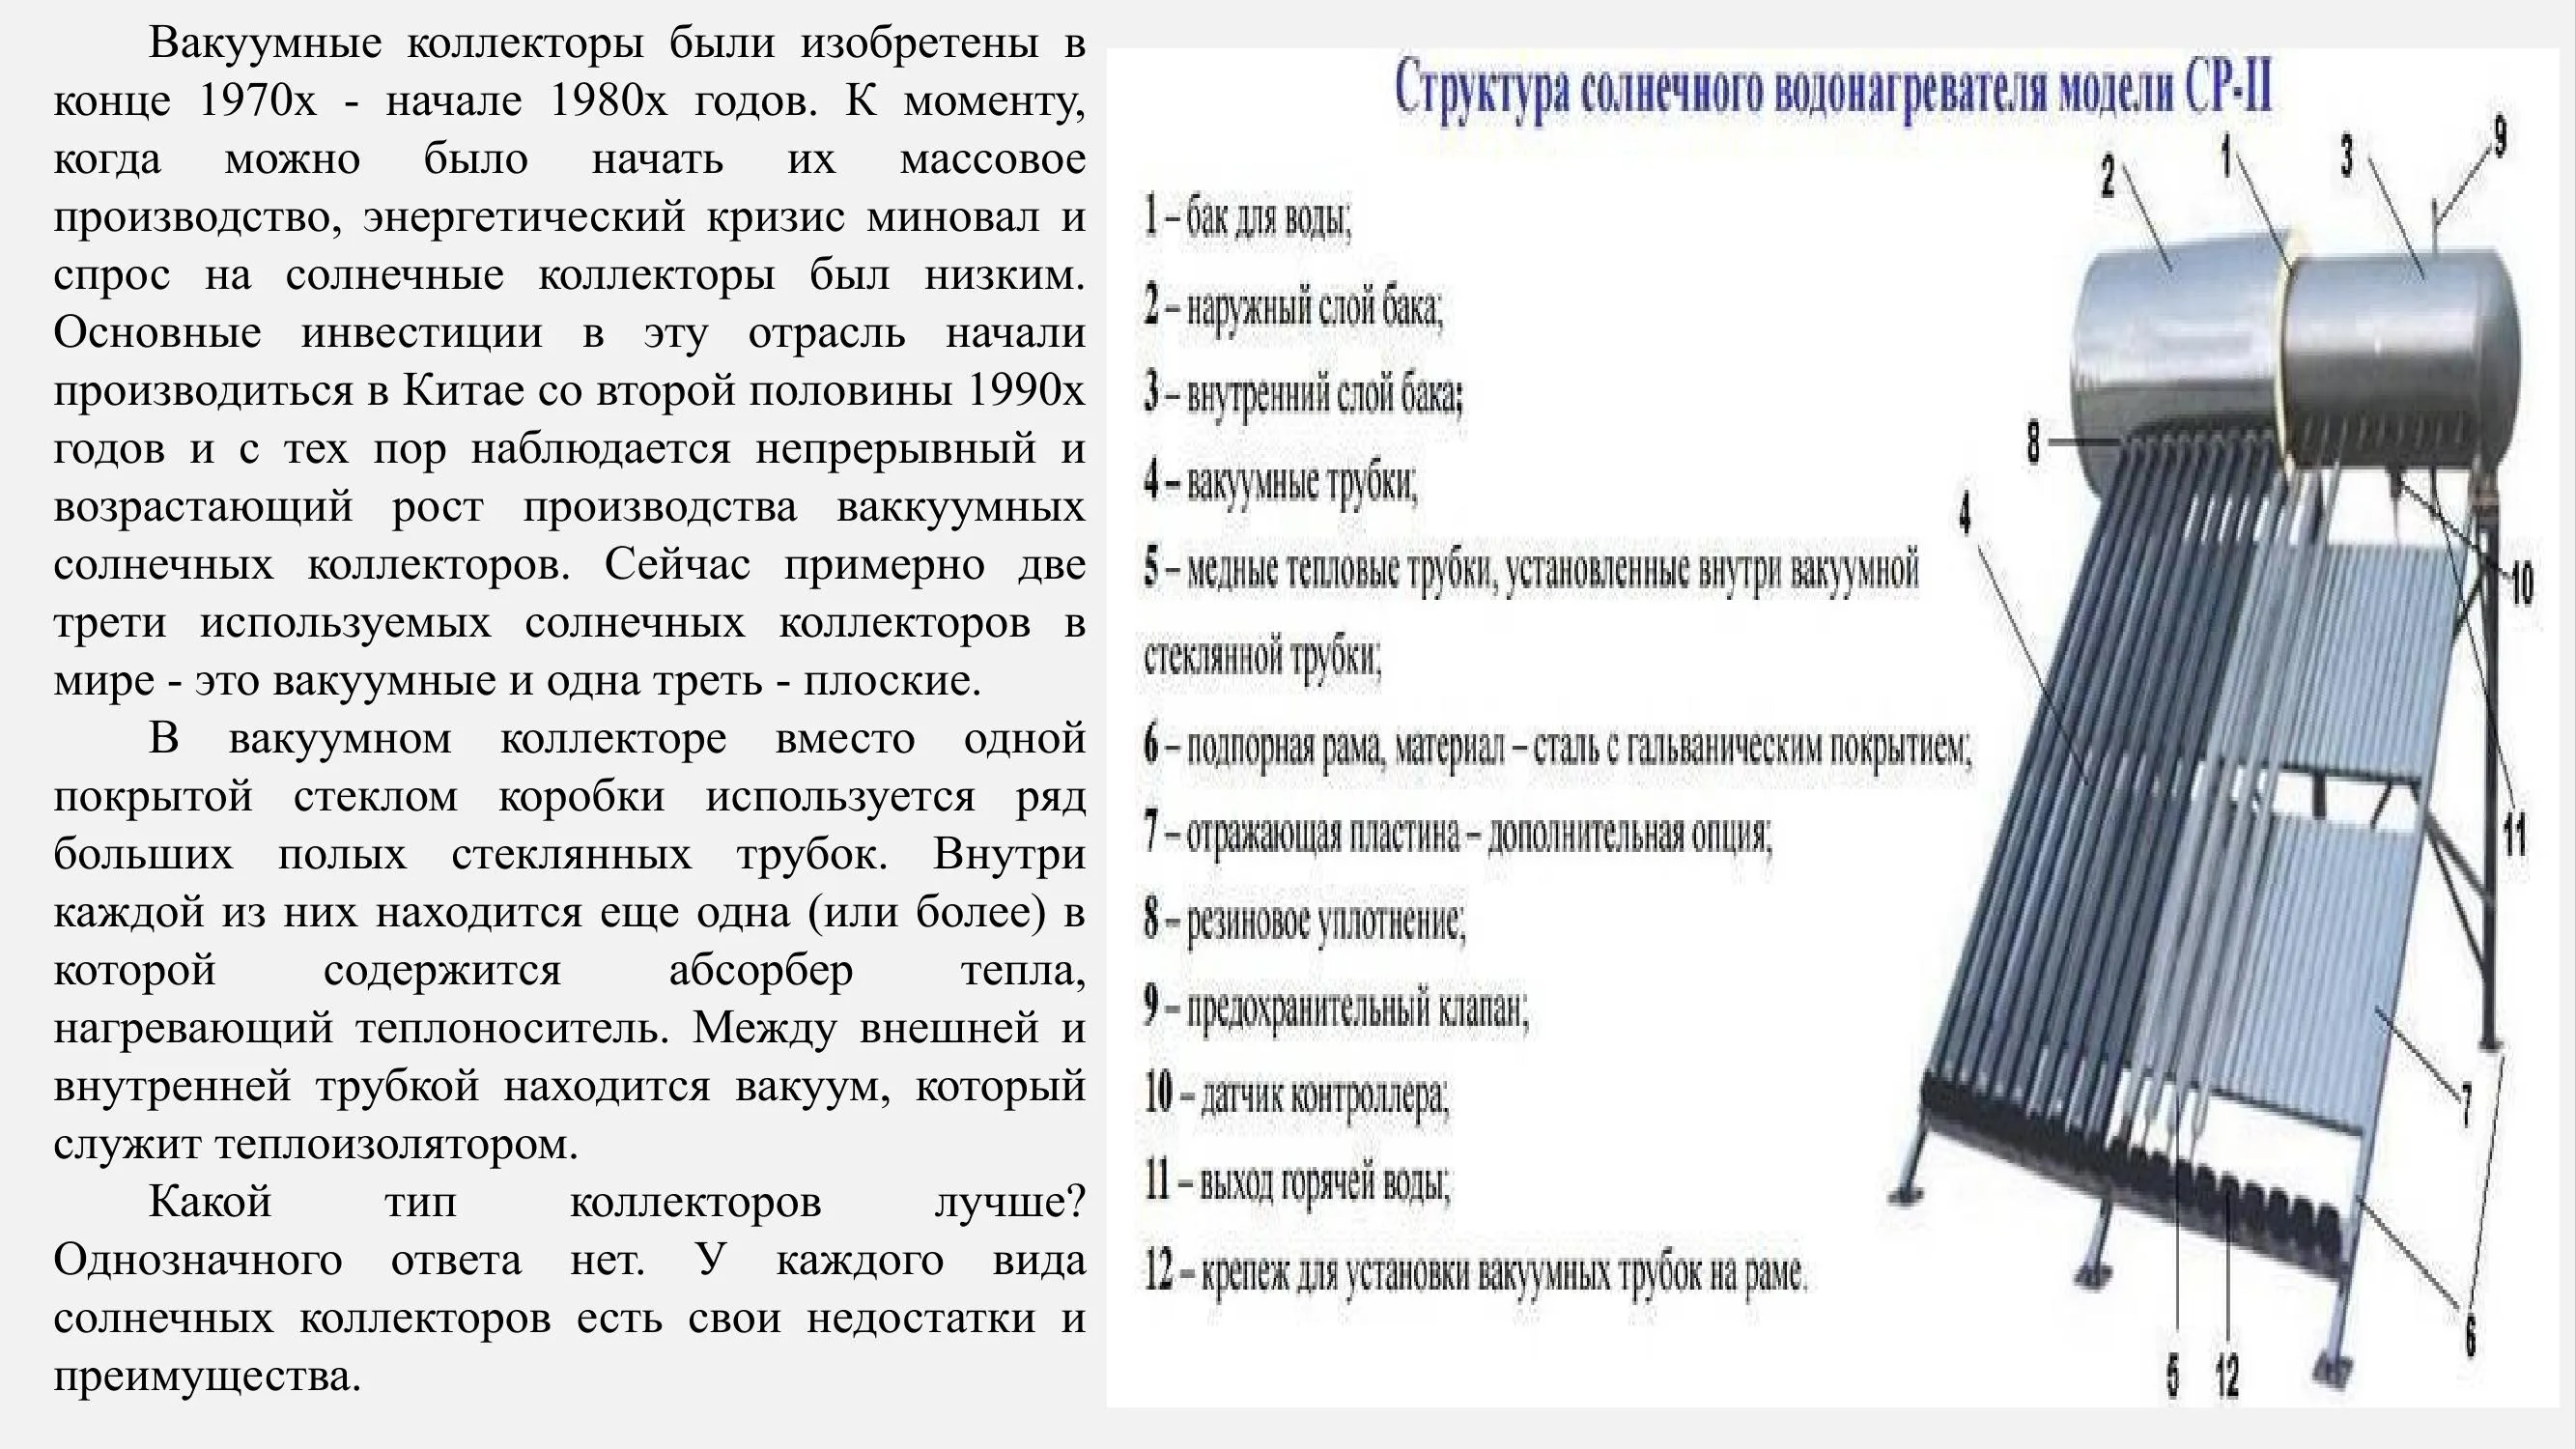 Вакуумные коллекторы были изобретены в
конце 1970х - начале 1980х годов. К моменту,
когда можно было начать их массовое
производство, энергетический кризис миновал и
спрос на солнечные коллекторы был низким.
Основные инвестиции в эту отрасль начали
производиться в Китае со второй половины 1990х
годов и с тех пор наблюдается непрерывный и
возрастающий рост производства ваккуумных
солнечных коллекторов. Сейчас примерно две
трети используемых солнечных коллекторов в
мире - это вакуумные и одна треть - плоские.
В вакуумном коллекторе вместо одной
покрытой стеклом коробки используется ряд
больших полых стеклянных трубок. Внутри
каждой из них находится еще одна (или более) в
которой содержится абсорбер тепла,
нагревающий теплоноситель. Между внешней и
внутренней трубкой находится вакуум, который
служит теплоизолятором.
Какой тип коллекторов лучше?
Однозначного ответа нет. У каждого вида
солнечных коллекторов есть свои недостатки и
преимущества.
Структура солнечного водонагревателя модели СР-II
1 – бак для воды;
2 – наружный слой бака;
3 – внутренний слой бака;
4 – вакуумные трубки;
5 – медные тепловые трубки, установленные внутри вакуумной
стеклянной трубки;
6 – подпорная рама, материал – сталь с гальваническим покрытием;
7 – отражающая пластина – дополнительная опция;
8 – резиновое уплотнение;
9 – предохранительный клапан;
10 – датчик контроллера;
11 – выход горячей воды;
12 – крепеж для установки вакуумных трубок на раме.
2
1
3
9
8
4
10
11
7
6
5
12